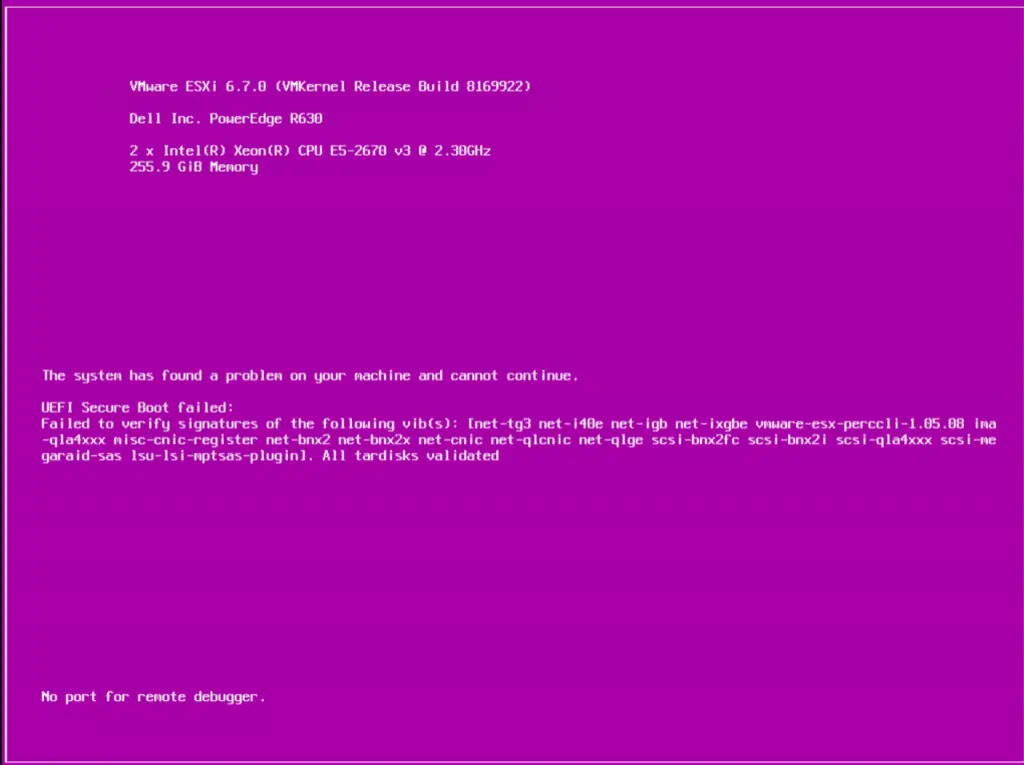 VMware ESXi 6.7.0 (VMKernel Release Build 8169922)
Dell Inc. PowerEdge R630
2 x Intel(R) Xeon(R) CPU E5-2670 v3 @ 2.30GHz
255.9 GiB Memory
The system has found a problem on your machine and cannot continue.
UEFI Secure Boot failed:
Failed to verify signatures of the following vib(s): [net-tg3 net-i40e net-igb net-ixgbe vmware-esx-perccli-1.05.08 ima
-qla4xxx misc-cnic-register net-bnx2 net-bnx2x net-cnic net-qlcnic net-qlge scsi-bnx2fc scsi-bnx2i scsi-qla4xxx scsi-me
garaid-sas lsu-lsi-mptsas-plugin]. All tardisks validated
No port for remote debugger.